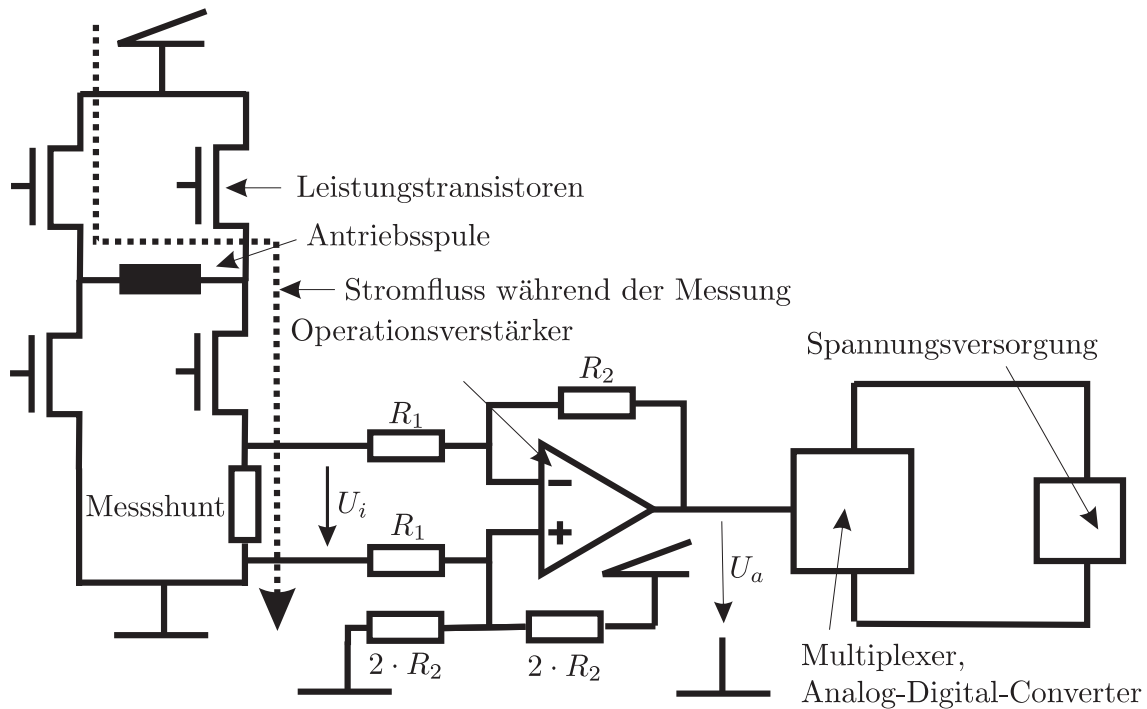 Leistungstransistoren
Antriebsspule
Stromfluss während der Messung
Operationsverstärker
Spannungsversorgung
R₂
R₁
Messshunt
Uᵢ
R₁
Uₐ
2 · R₂
2 · R₂
Multiplexer,
Analog-Digital-Converter